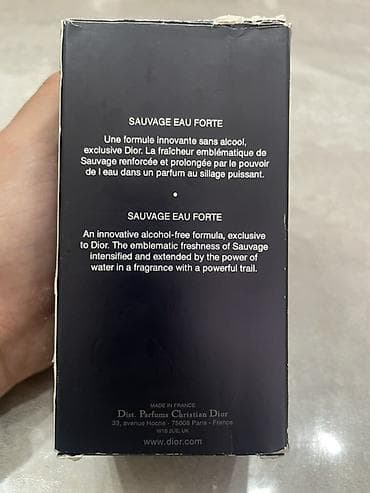 SAUVAGE EAU FORTE
Une formule innovante sans alcool,
exclusive Dior. La fraîcheur emblématique de
Sauvage renforcée et prolongée par le pouvoir
de l eau dans un parfum au sillage puissant.
•
SAUVAGE EAU FORTE
An innovative alcohol-free formula, exclusive
to Dior. The emblematic freshness of Sauvage
intensified and extended by the power of
water in a fragrance with a powerful trail.
MADE IN FRANCE
Dist. Parfums Christian Dior
33, avenue Hoche - 75008 Paris - France
W1B 2UE, UK
www.dior.com